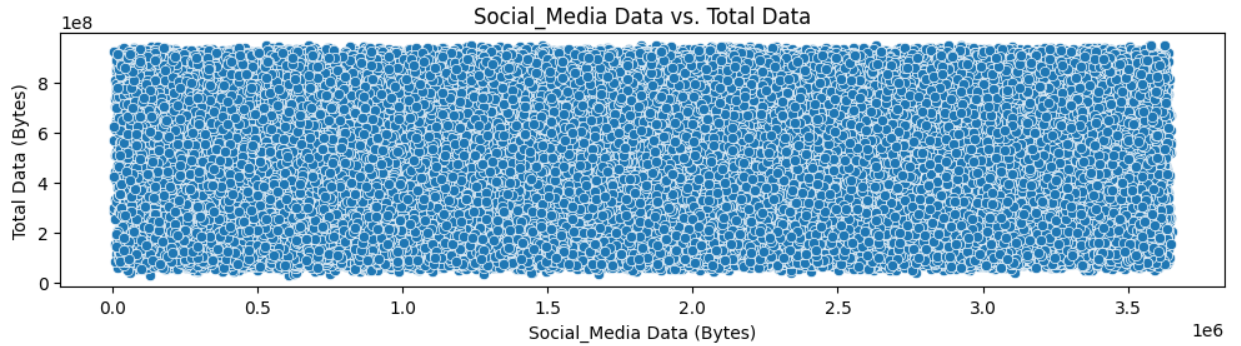 Social_Media Data vs. Total Data
1e8
Total Data (Bytes)
8
6
4
2
0
0.0 0.5 1.0 1.5 2.0 2.5 3.0 3.5
Social_Media Data (Bytes)
1e6